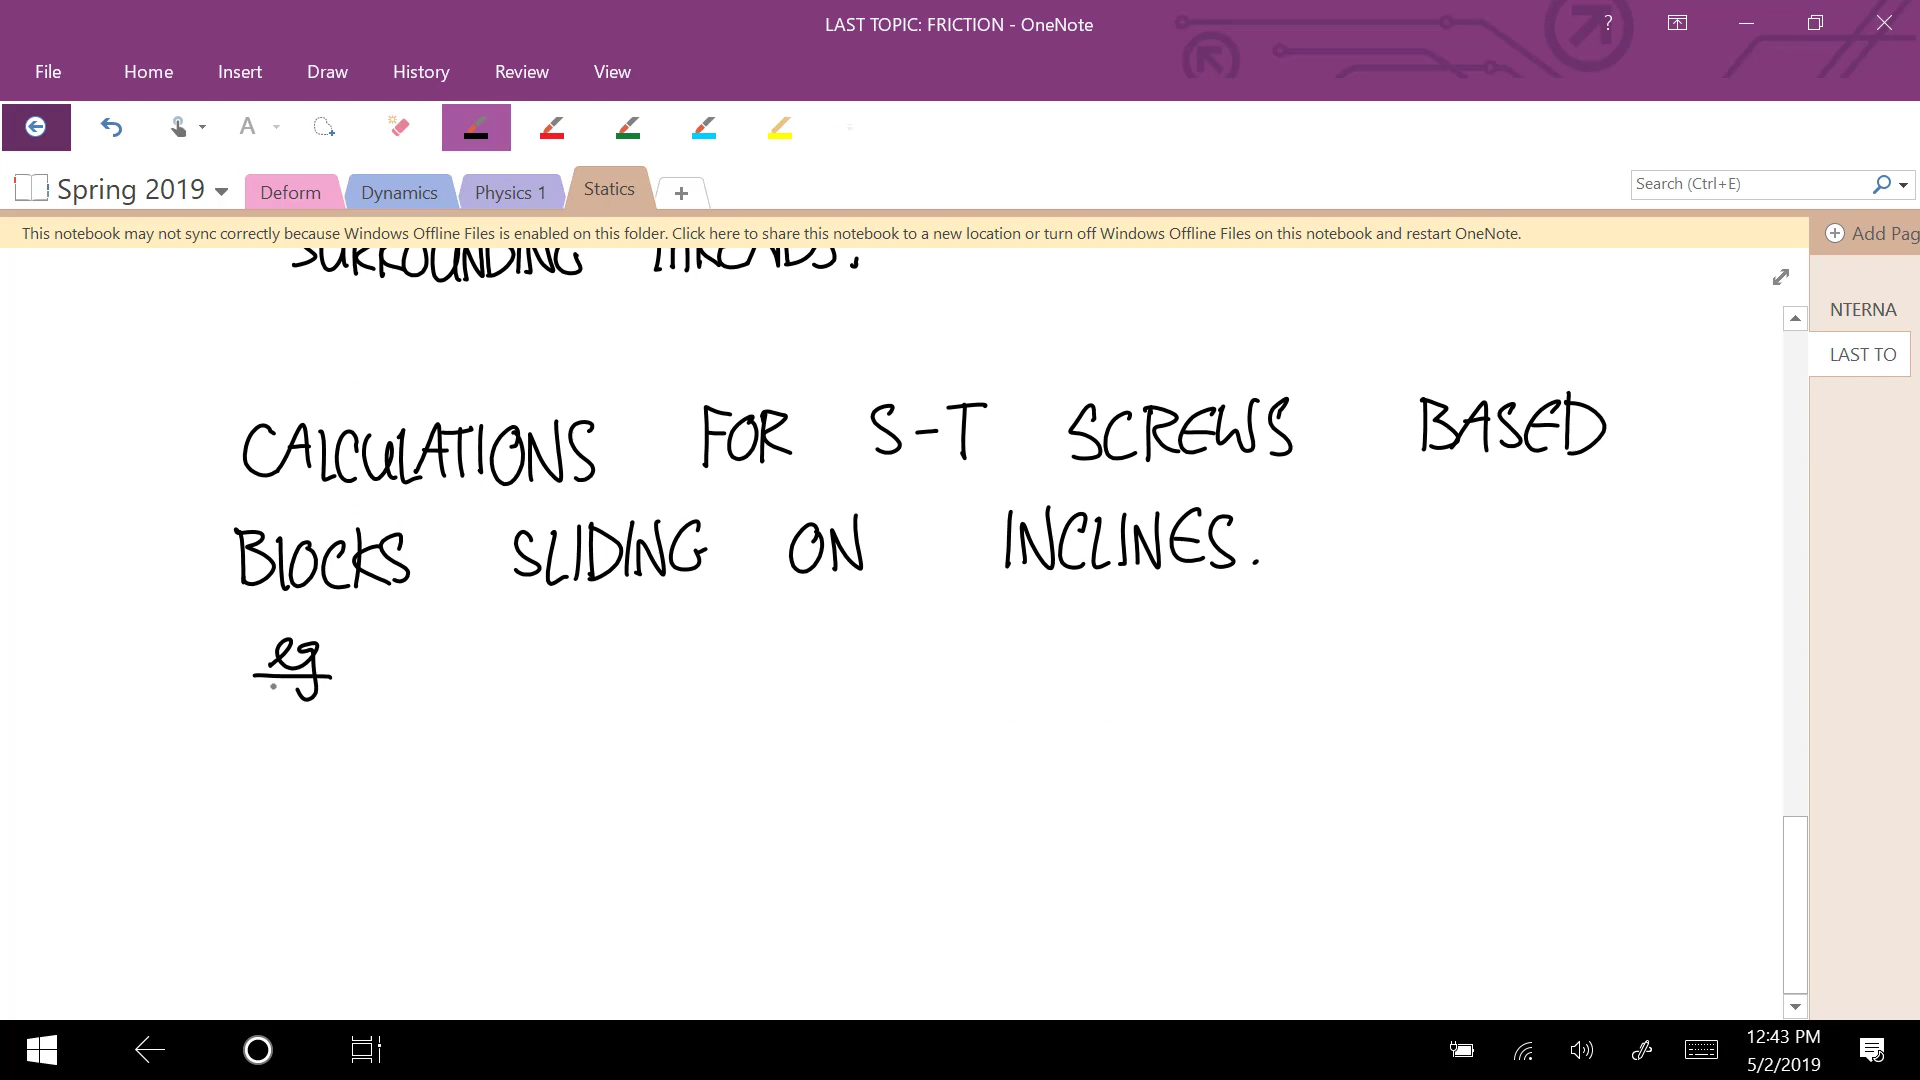 LAST TOPIC: FRICTION - OneNote
?
File Home Insert Draw History Review View
A
Spring 2019 Deform Dynamics Physics 1 Statics +
Search (Ctrl+E)
This notebook may not sync correctly because Windows Offline Files is enabled on this folder. Click here to share this notebook to a new location or turn off Windows Offline Files on this notebook and restart OneNote.
Add Pag
NTERNA
LAST TO
SURROUNDING THREADS.
CALCULATIONS FOR S-T SCREWS BASED
BLOCKS SLIDING ON INCLINES.
eg
12:43 PM
5/2/2019